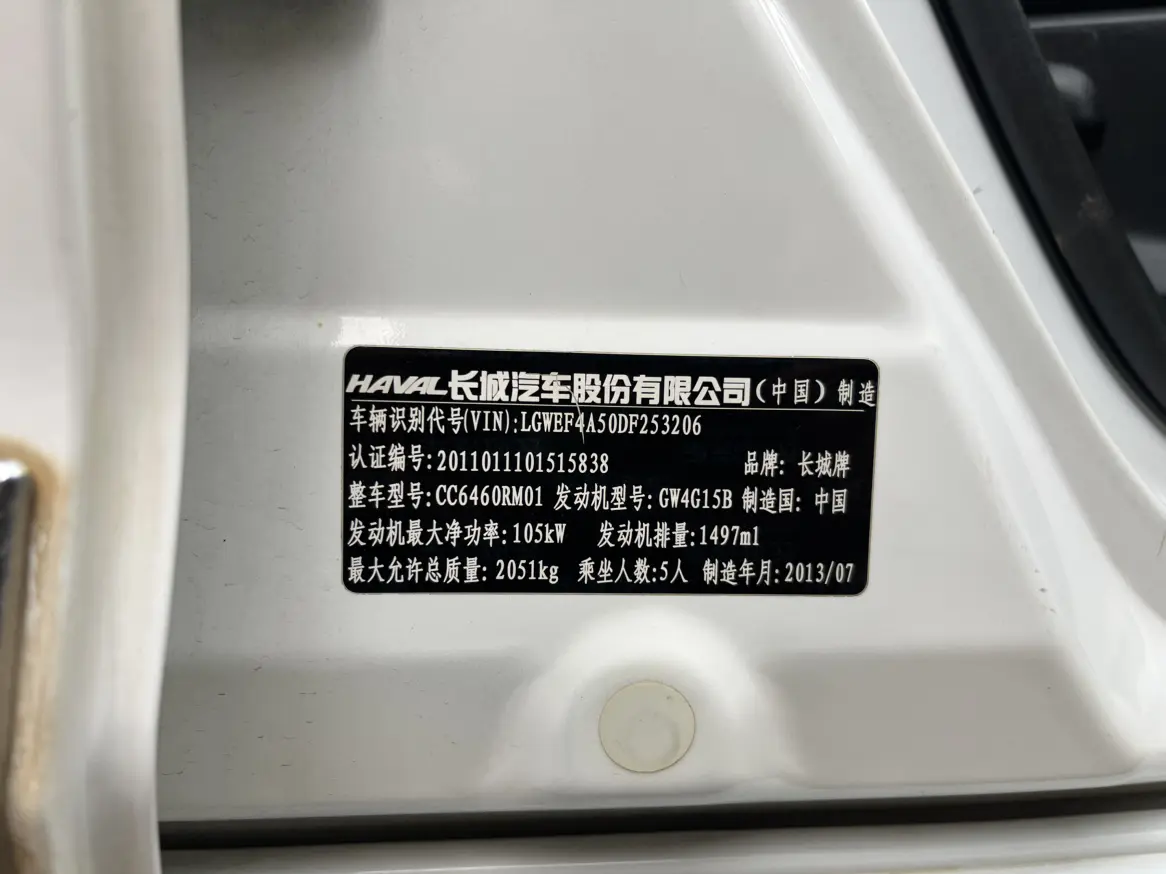 HAVAL长城汽车股份有限公司（中国）制造
车辆识别代号(VIN):LGWEF4A50DF253206
认证编号:2011011101515838 品牌: 长城牌
整车型号:CC6460RM01 发动机型号: GW4G15B 制造国: 中国
发动机最大净功率: 105kW 发动机排量:1497ml
最大允许总质量: 2051kg 乘坐人数:5人 制造年月: 2013/07